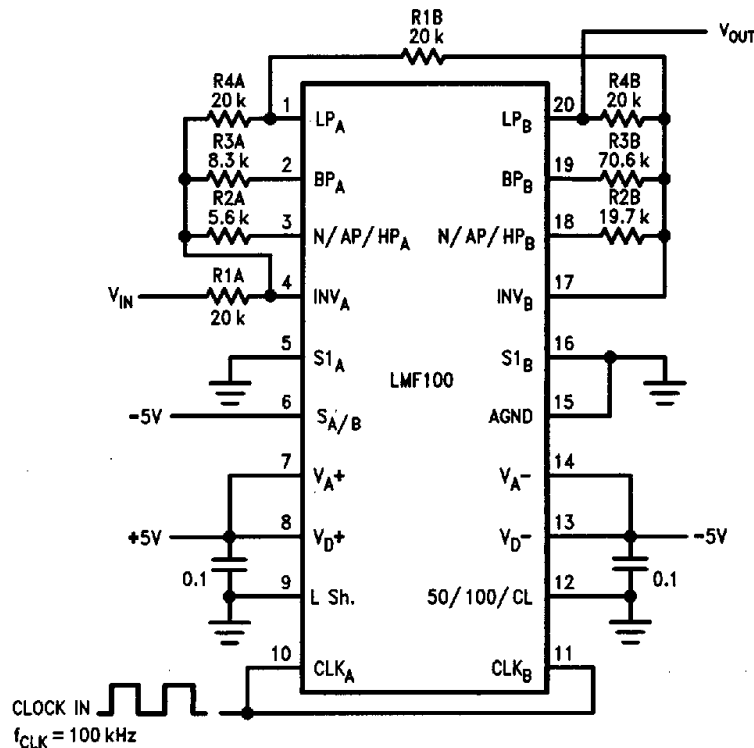 R1B
20 k
V_OUT
R4A
20 k
1
LP_A
20
LP_B
R4B
20 k
R3A
8.3 k
2
BP_A
19
BP_B
R3B
70.6 k
R2A
5.6 k
3
N/AP/HP_A
18
N/AP/HP_B
R2B
19.7 k
V_IN
R1A
20 k
4
INV_A
17
INV_B
5
S1_A
16
S1_B
LMF100
-5V
6
S_A/B
15
AGND
7
V_A+
14
V_A-
+5V
8
V_D+
13
V_D-
-5V
0.1
9
L Sh.
12
50/100/CL
0.1
10
CLK_A
11
CLK_B
CLOCK IN
f_CLK = 100 kHz